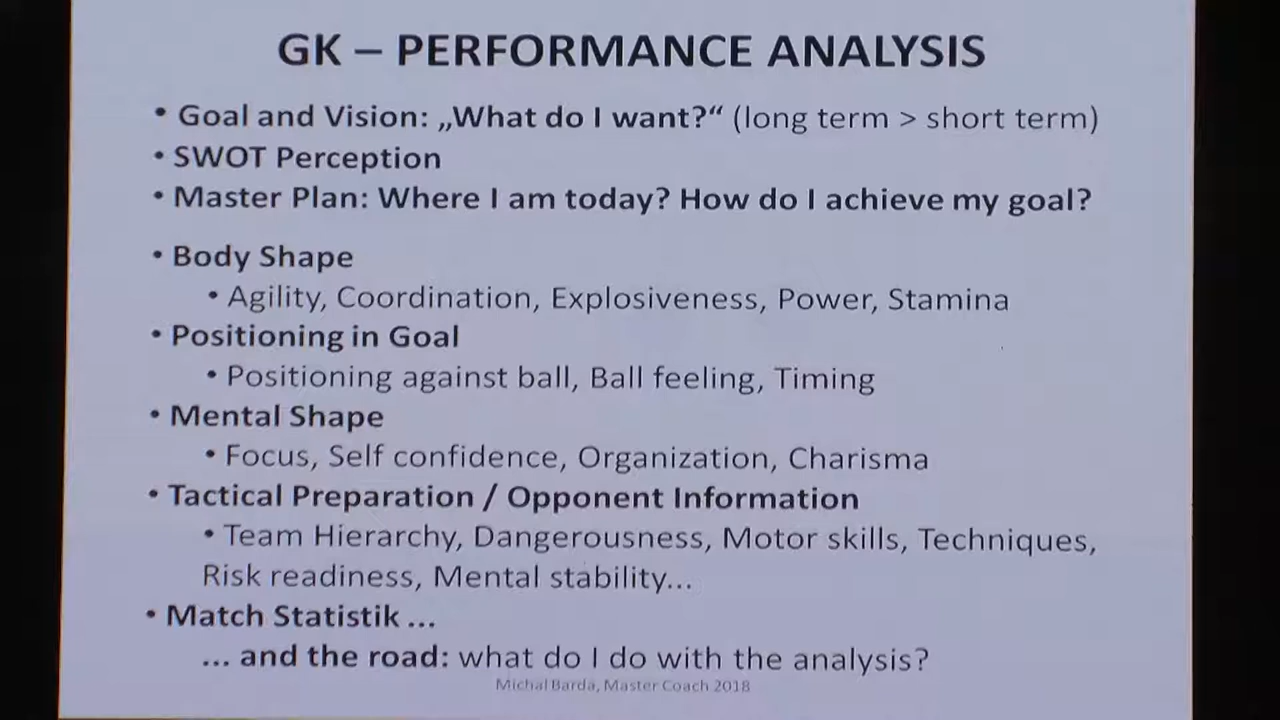 GK – PERFORMANCE ANALYSIS
• Goal and Vision: „What do I want?“ (long term > short term)
• SWOT Perception
• Master Plan: Where I am today? How do I achieve my goal?
• Body Shape
• Agility, Coordination, Explosiveness, Power, Stamina
• Positioning in Goal
• Positioning against ball, Ball feeling, Timing
• Mental Shape
• Focus, Self confidence, Organization, Charisma
• Tactical Preparation / Opponent Information
• Team Hierarchy, Dangerousness, Motor skills, Techniques,
Risk readiness, Mental stability...
• Match Statistik ...
... and the road: what do I do with the analysis?
Michal Barda, Master Coach 2018